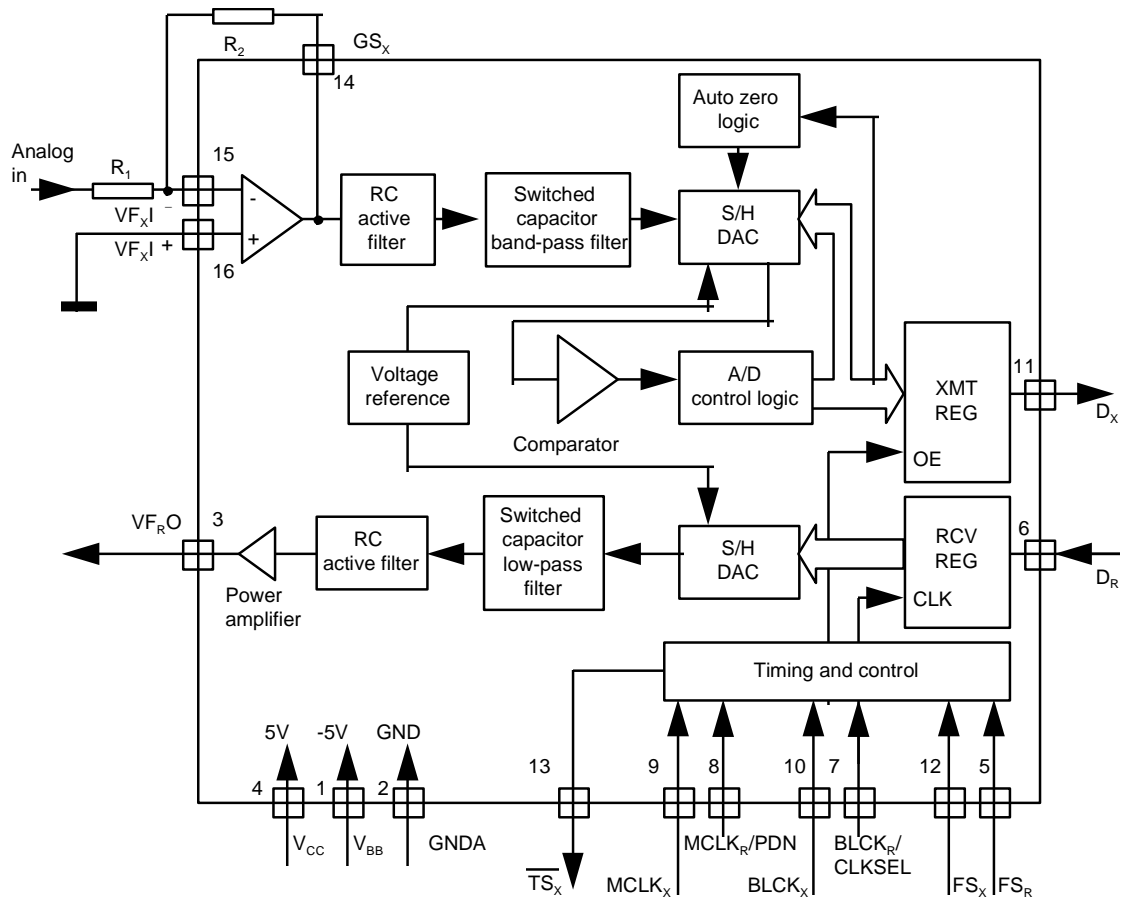 R2
GSX
14
Auto zero
logic
Analog
in
R1
15
VFXI –
VFXI +
16
-
+
RC
active
filter
Switched
capacitor
band-pass filter
S/H
DAC
Voltage
reference
Comparator
A/D
control logic
XMT
REG
OE
11
DX
VFRO
3
Power
amplifier
RC
active filter
Switched
capacitor
low-pass
filter
S/H
DAC
RCV
REG
CLK
6
DR
Timing and control
5V
-5V
GND
4
1
2
13
9
8
10
7
12
5
VCC
VBB
GNDA
TSX
MCLKX
MCLKR/PDN
BLCKX
BLCKR/
CLKSEL
FSX
FSR